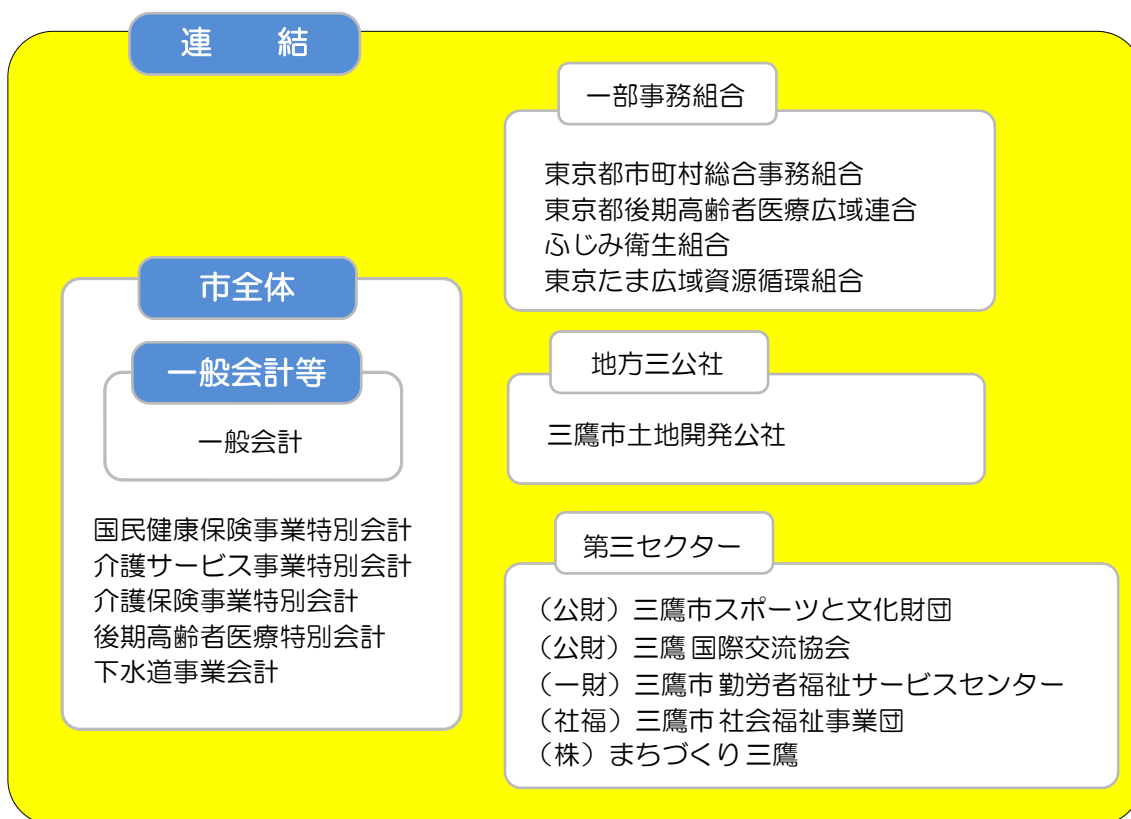 連　　結
市全体
一般会計等
一般会計
国民健康保険事業特別会計
介護サービス事業特別会計
介護保険事業特別会計
後期高齢者医療特別会計
下水道事業会計
一部事務組合
東京都市町村総合事務組合
東京都後期高齢者医療広域連合
ふじみ衛生組合
東京たま広域資源循環組合
地方三公社
三鷹市土地開発公社
第三セクター
（公財）三鷹市スポーツと文化財団
（公財）三鷹国際交流協会
（一財）三鷹市勤労者福祉サービスセンター
（社福）三鷹市社会福祉事業団
（株）まちづくり三鷹